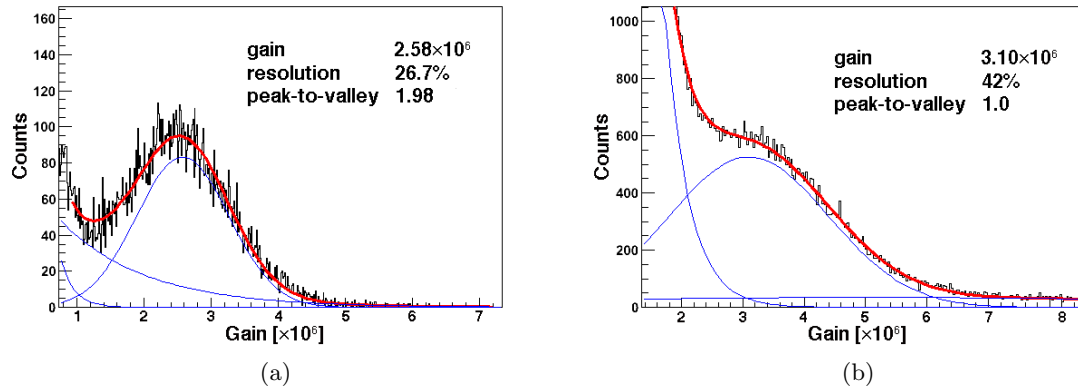 160
140
120
100
80
60
40
20
0
Counts
gain 2.58×10⁶
resolution 26.7%
peak-to-valley 1.98
1 2 3 4 5 6 7
Gain [×10⁶]
(a)
1000
800
600
400
200
0
Counts
gain 3.10×10⁶
resolution 42%
peak-to-valley 1.0
2 3 4 5 6 7 8
Gain [×10⁶]
(b)